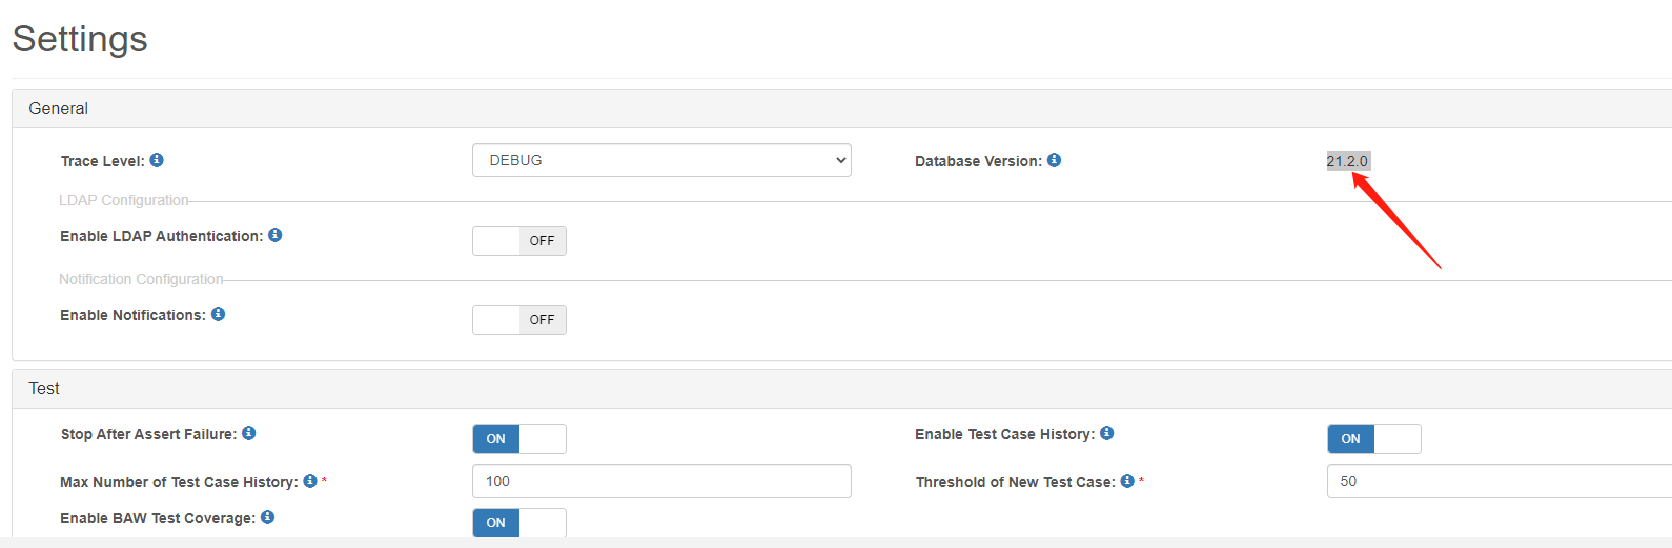 Settings
General
Trace Level: DEBUG Database Version: 21.2.0
LDAP Configuration
Enable LDAP Authentication: OFF
Notification Configuration
Enable Notifications: OFF
Test
Stop After Assert Failure: ON Enable Test Case History: ON
Max Number of Test Case History: * 100 Threshold of New Test Case: * 50
Enable BAW Test Coverage: ON